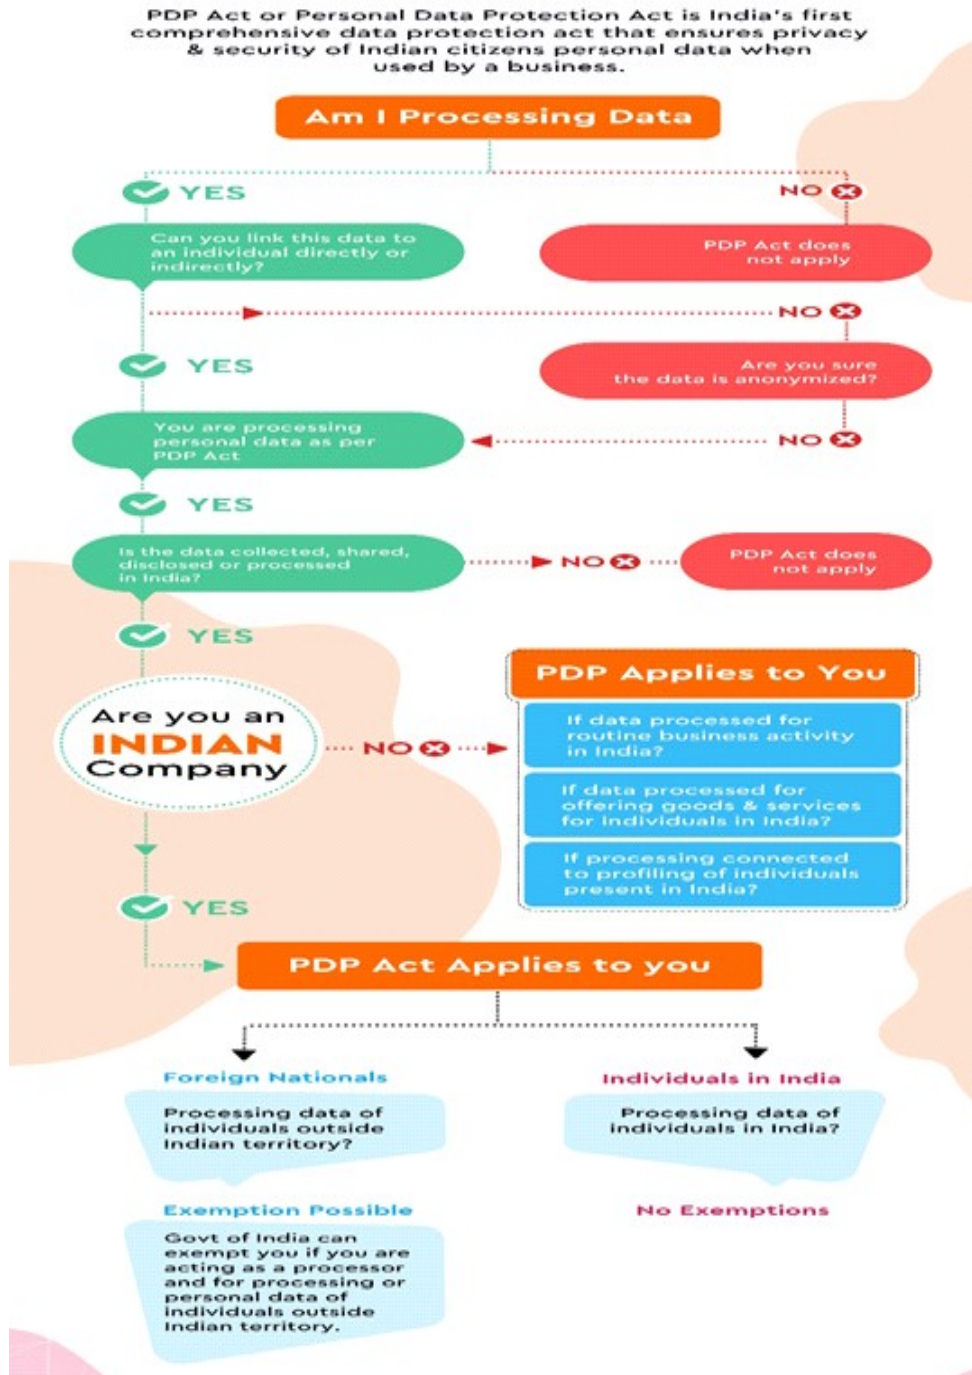 PDP Act or Personal Data Protection Act is India's first
comprehensive data protection act that ensures privacy
& security of Indian citizens personal data when
used by a business.
Am I Processing Data
YES
NO
Can you link this data to
an individual directly or
indirectly?
PDP Act does
not apply
NO
YES
Are you sure
the data is anonymized?
You are processing
personal data as per
PDP Act
NO
YES
Is the data collected, shared,
disclosed or processed
in India?
NO
PDP Act does
not apply
YES
Are you an
INDIAN
Company
NO
PDP Applies to You
If data processed for
routine business activity
in India?
If data processed for
offering goods & services
for individuals in India?
If processing connected
to profiling of individuals
present in India?
YES
PDP Act Applies to you
Foreign Nationals
Processing data of
individuals outside
Indian territory?
Exemption Possible
Govt of India can
exempt you if you are
acting as a processor
and for processing or
personal data of
individuals outside
Indian territory.
Individuals in India
Processing data of
individuals in India?
No Exemptions